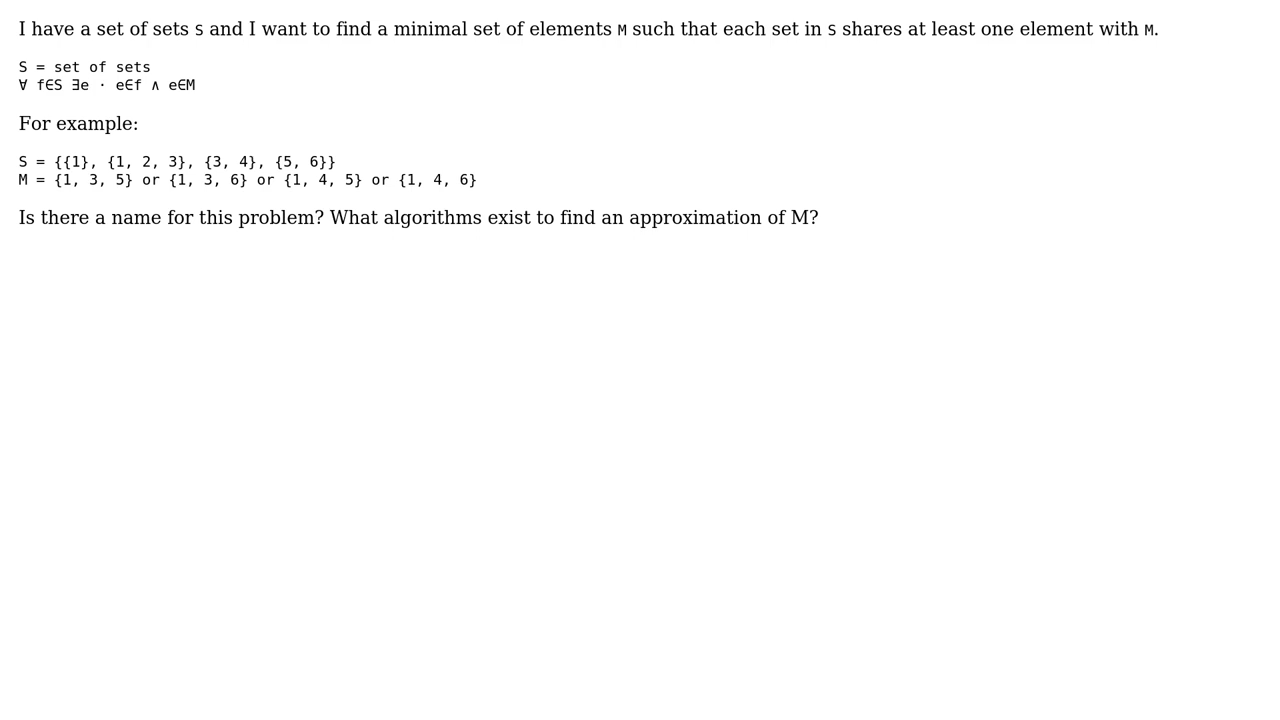 I have a set of sets S and I want to find a minimal set of elements M such that each set in S shares at least one element with M.
S = set of sets
∀ f∈S ∃e · e∈f ∧ e∈M
For example:
S = {{1}, {1, 2, 3}, {3, 4}, {5, 6}}
M = {1, 3, 5} or {1, 3, 6} or {1, 4, 5} or {1, 4, 6}
Is there a name for this problem? What algorithms exist to find an approximation of M?